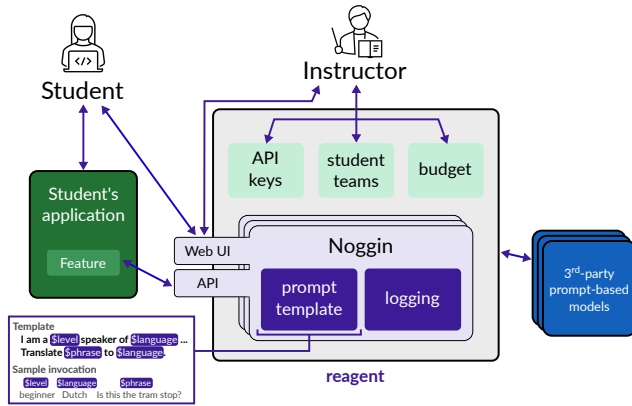 </>
Student
Instructor
API
keys
student
teams
budget
Student's
application
Feature
Web UI
API
Noggin
prompt
template
logging
3rd-party
prompt-based
models
Template
I am a $level speaker of $language ...
Translate $phrase to $language.
Sample invocation
$level $language $phrase
beginner Dutch Is this the tram stop?
reagent